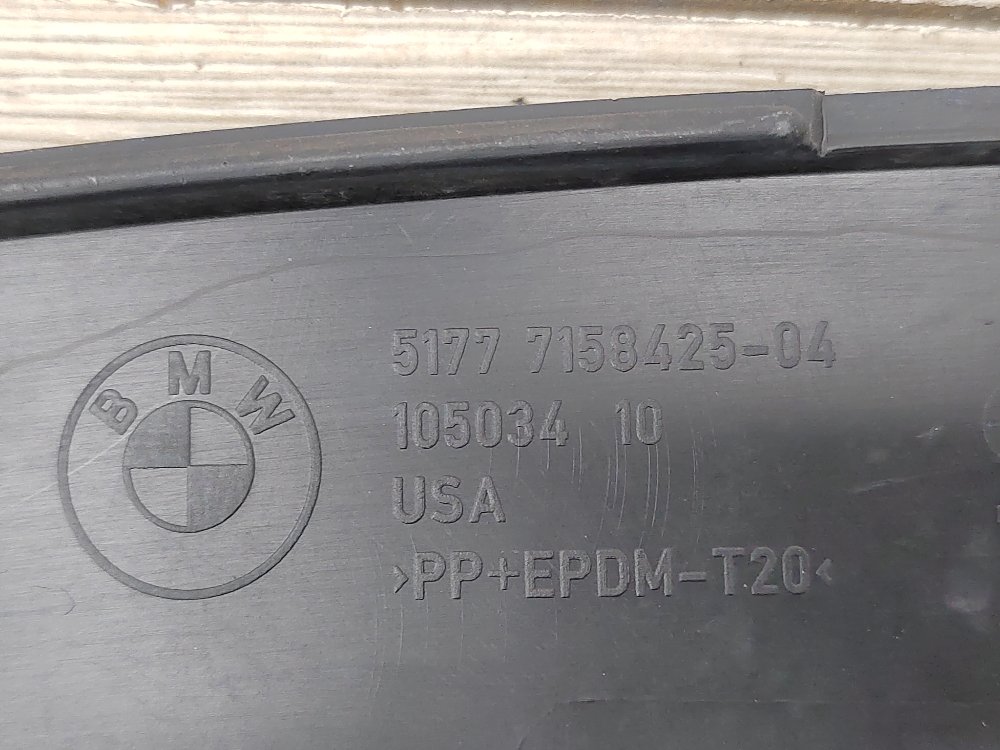 BMW
5177 7158425-04
105034 10
USA
>PP+EPDM-T20<